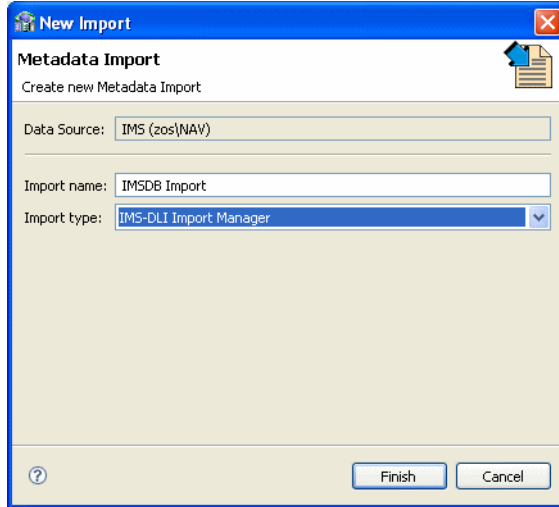 New Import
Metadata Import
Create new Metadata Import
Data Source: IMS (zos\NAV)
Import name: IMSDB Import
Import type: IMS-DLI Import Manager
?
Finish Cancel